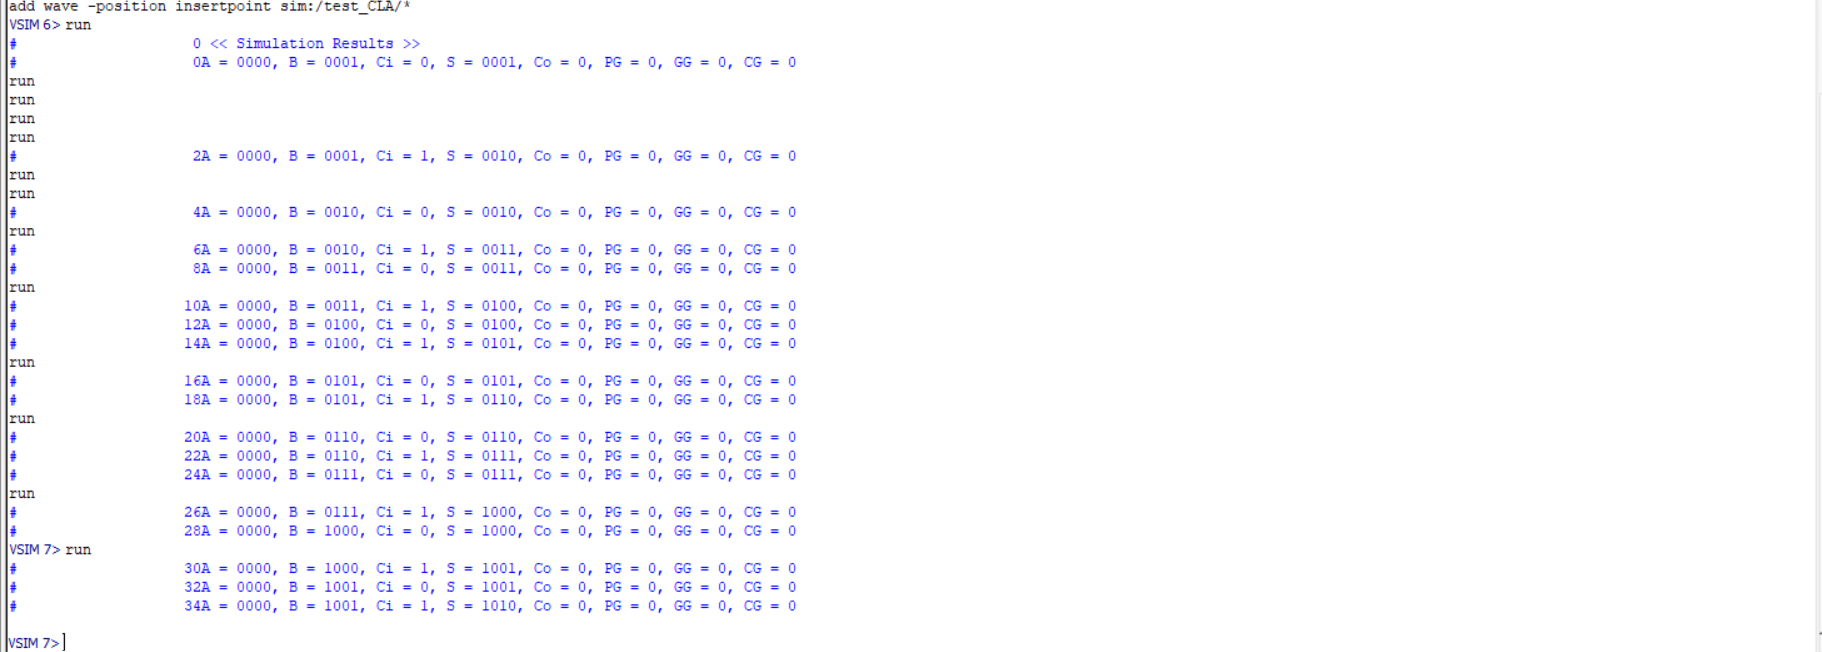 add wave -position insertpoint sim:/test_CLA/*
VSIM 6> run
# 0 << Simulation Results >>
# 0A = 0000, B = 0001, Ci = 0, S = 0001, Co = 0, PG = 0, GG = 0, CG = 0
run
run
run
run
# 2A = 0000, B = 0001, Ci = 1, S = 0010, Co = 0, PG = 0, GG = 0, CG = 0
run
run
# 4A = 0000, B = 0010, Ci = 0, S = 0010, Co = 0, PG = 0, GG = 0, CG = 0
run
# 6A = 0000, B = 0010, Ci = 1, S = 0011, Co = 0, PG = 0, GG = 0, CG = 0
# 8A = 0000, B = 0011, Ci = 0, S = 0011, Co = 0, PG = 0, GG = 0, CG = 0
run
# 10A = 0000, B = 0011, Ci = 1, S = 0100, Co = 0, PG = 0, GG = 0, CG = 0
# 12A = 0000, B = 0100, Ci = 0, S = 0100, Co = 0, PG = 0, GG = 0, CG = 0
# 14A = 0000, B = 0100, Ci = 1, S = 0101, Co = 0, PG = 0, GG = 0, CG = 0
run
# 16A = 0000, B = 0101, Ci = 0, S = 0101, Co = 0, PG = 0, GG = 0, CG = 0
# 18A = 0000, B = 0101, Ci = 1, S = 0110, Co = 0, PG = 0, GG = 0, CG = 0
run
# 20A = 0000, B = 0110, Ci = 0, S = 0110, Co = 0, PG = 0, GG = 0, CG = 0
# 22A = 0000, B = 0110, Ci = 1, S = 0111, Co = 0, PG = 0, GG = 0, CG = 0
# 24A = 0000, B = 0111, Ci = 0, S = 0111, Co = 0, PG = 0, GG = 0, CG = 0
run
# 26A = 0000, B = 0111, Ci = 1, S = 1000, Co = 0, PG = 0, GG = 0, CG = 0
# 28A = 0000, B = 1000, Ci = 0, S = 1000, Co = 0, PG = 0, GG = 0, CG = 0
VSIM 7> run
# 30A = 0000, B = 1000, Ci = 1, S = 1001, Co = 0, PG = 0, GG = 0, CG = 0
# 32A = 0000, B = 1001, Ci = 0, S = 1001, Co = 0, PG = 0, GG = 0, CG = 0
# 34A = 0000, B = 1001, Ci = 1, S = 1010, Co = 0, PG = 0, GG = 0, CG = 0
VSIM 7>